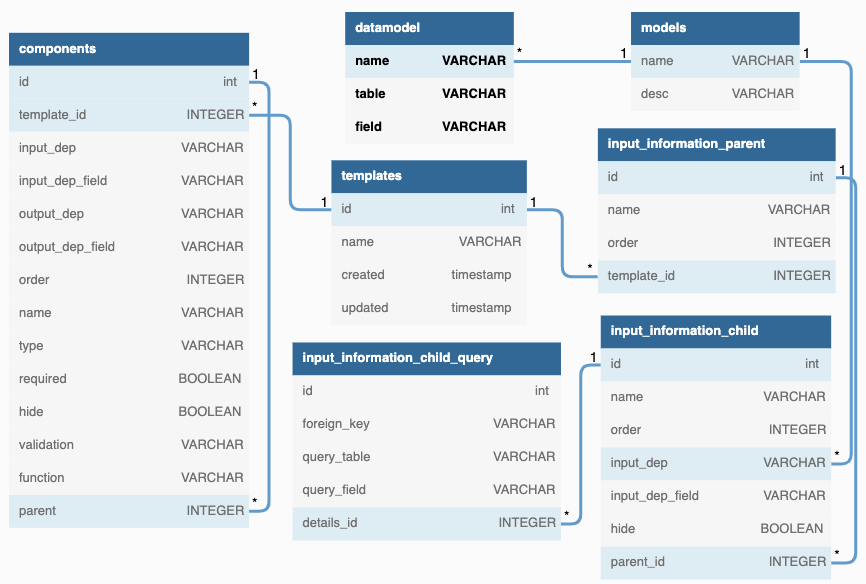 components
id int 1
template_id INTEGER *
input_dep VARCHAR
input_dep_field VARCHAR
output_dep VARCHAR
output_dep_field VARCHAR
order INTEGER
name VARCHAR
type VARCHAR
required BOOLEAN
hide BOOLEAN
validation VARCHAR
function VARCHAR
parent INTEGER *
datamodel
name VARCHAR *
table VARCHAR
field VARCHAR
models
1 name VARCHAR 1
desc VARCHAR
templates
1 id int 1
name VARCHAR
created timestamp
updated timestamp
input_information_parent
id int 1
name VARCHAR
order INTEGER
* template_id INTEGER
input_information_child_query
id int
foreign_key VARCHAR
query_table VARCHAR
query_field VARCHAR
details_id INTEGER *
input_information_child
1 id int
name VARCHAR
order INTEGER
input_dep VARCHAR *
input_dep_field VARCHAR
hide BOOLEAN
parent_id INTEGER *